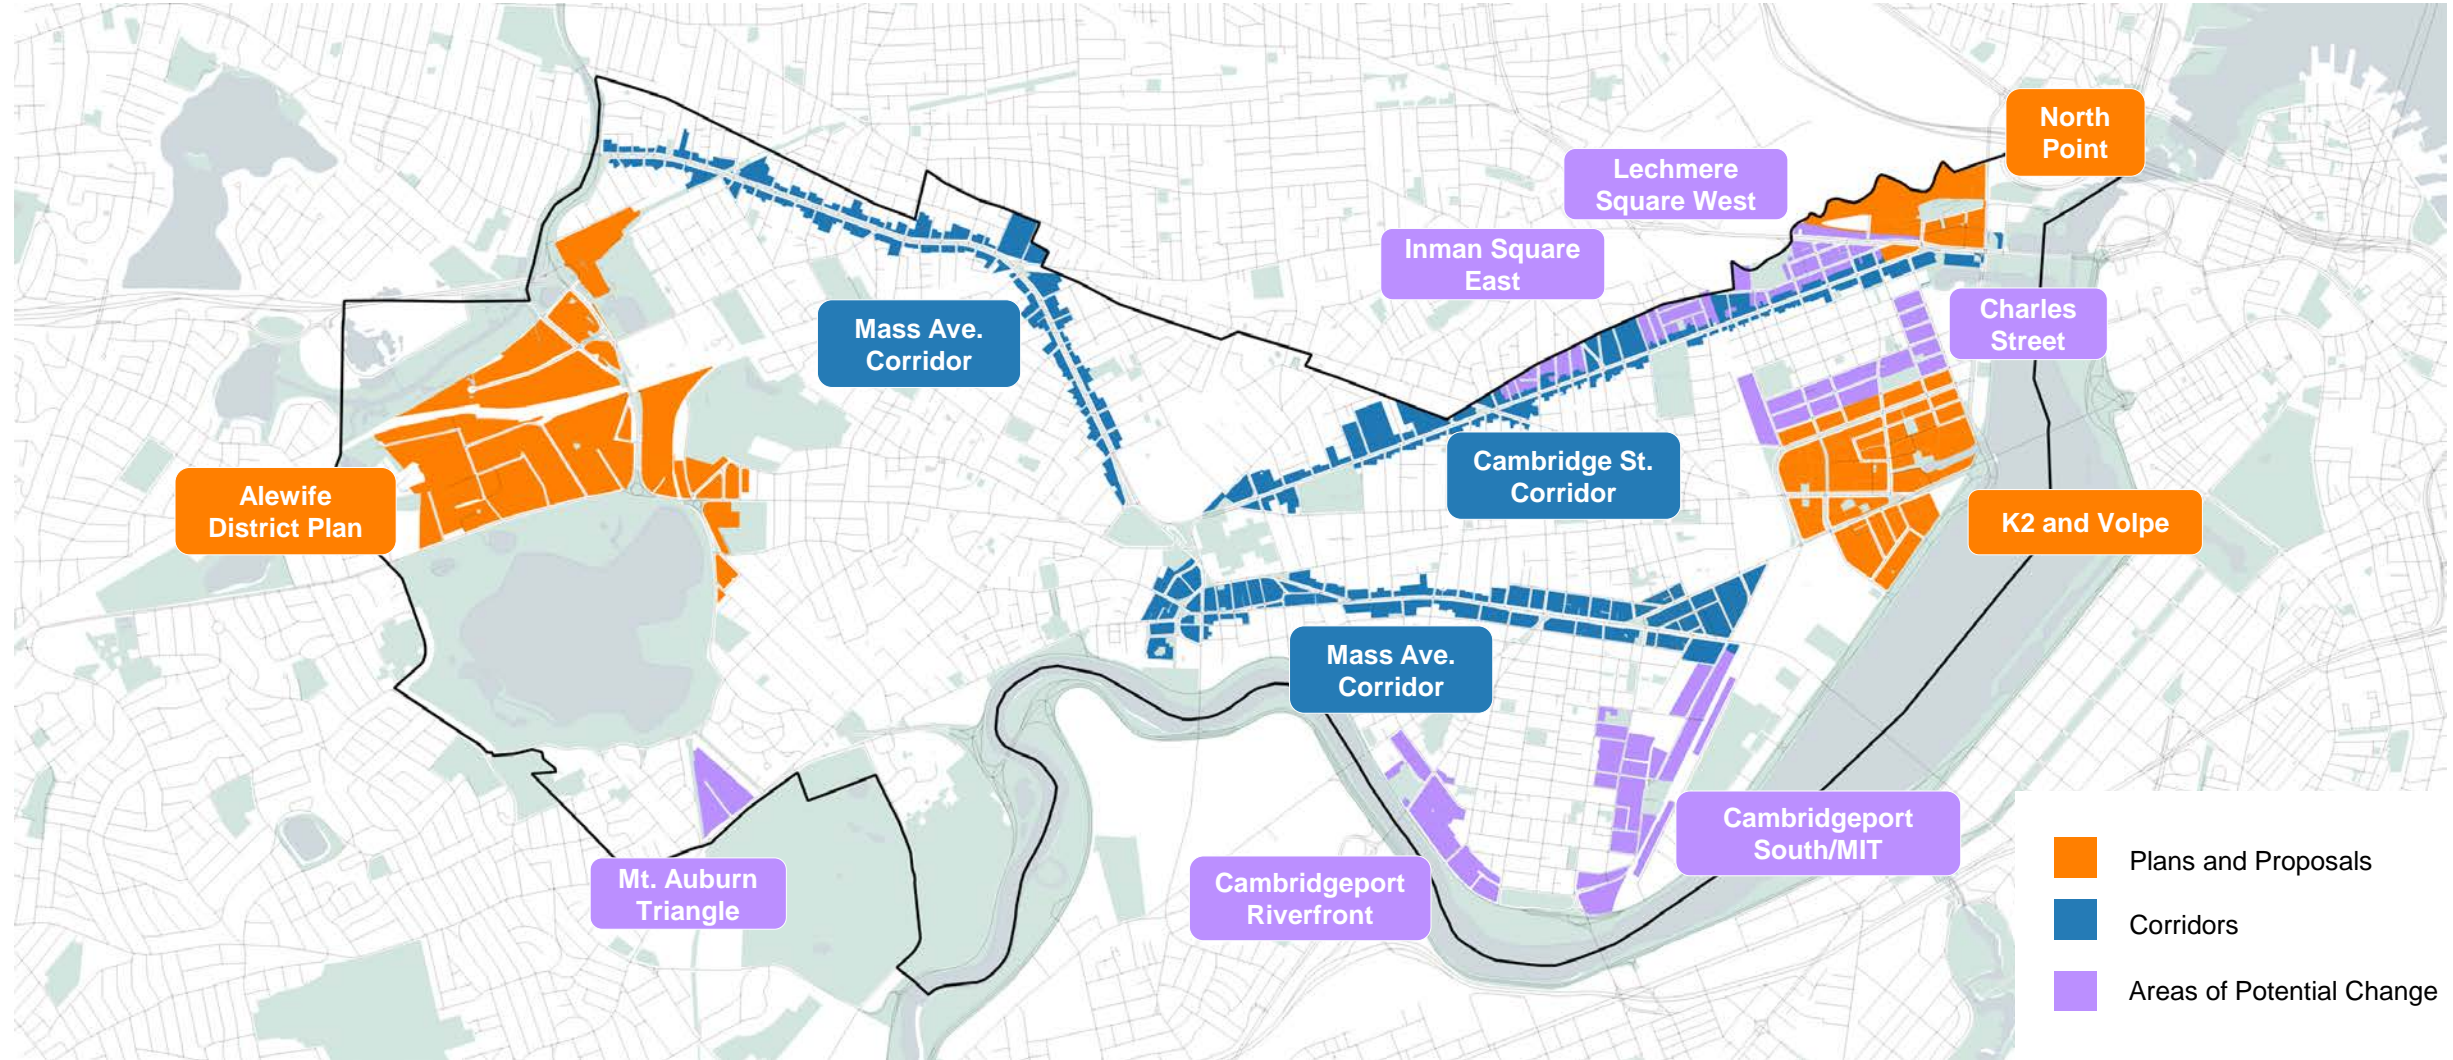 North
Point
Lechmere
Square West
Inman Square
East
Charles
Street
Mass Ave.
Corridor
Cambridge St.
Corridor
Alewife
District Plan
K2 and Volpe
Mass Ave.
Corridor
Cambridgeport
South/MIT
Mt. Auburn
Triangle
Cambridgeport
Riverfront
Plans and Proposals
Corridors
Areas of Potential Change